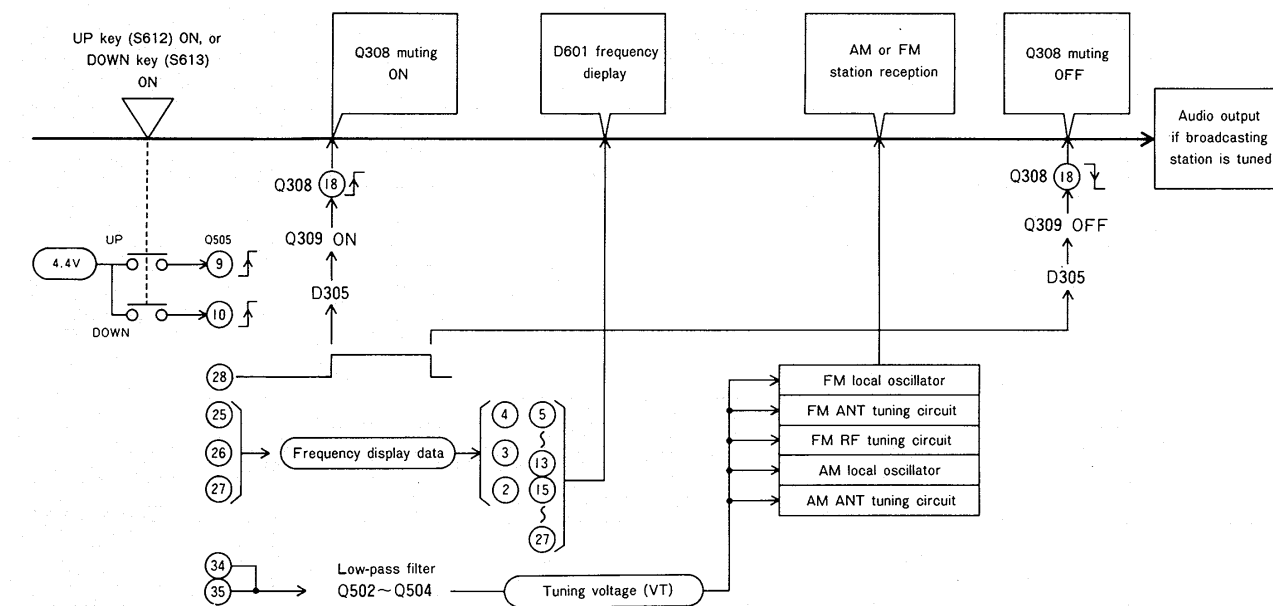 UP key (S612) ON, or
DOWN key (S613)
ON
Q308 muting
ON
D601 frequency
dieplay
AM or FM
station reception
Q308 muting
OFF
Audio output
if broadcasting
station is tuned
Q308 18
Q309 ON
D305
Q308 18
Q309 OFF
D305
4.4V
UP
Q505
9
10
DOWN
28
25
26
27
Frequency display data
4
3
2
5
~
13
15
~
27
FM local oscillator
FM ANT tuning circuit
FM RF tuning circuit
AM local oscillator
AM ANT tuning circuit
34
35
Low-pass filter
Q502~Q504
Tuning voltage (VT)